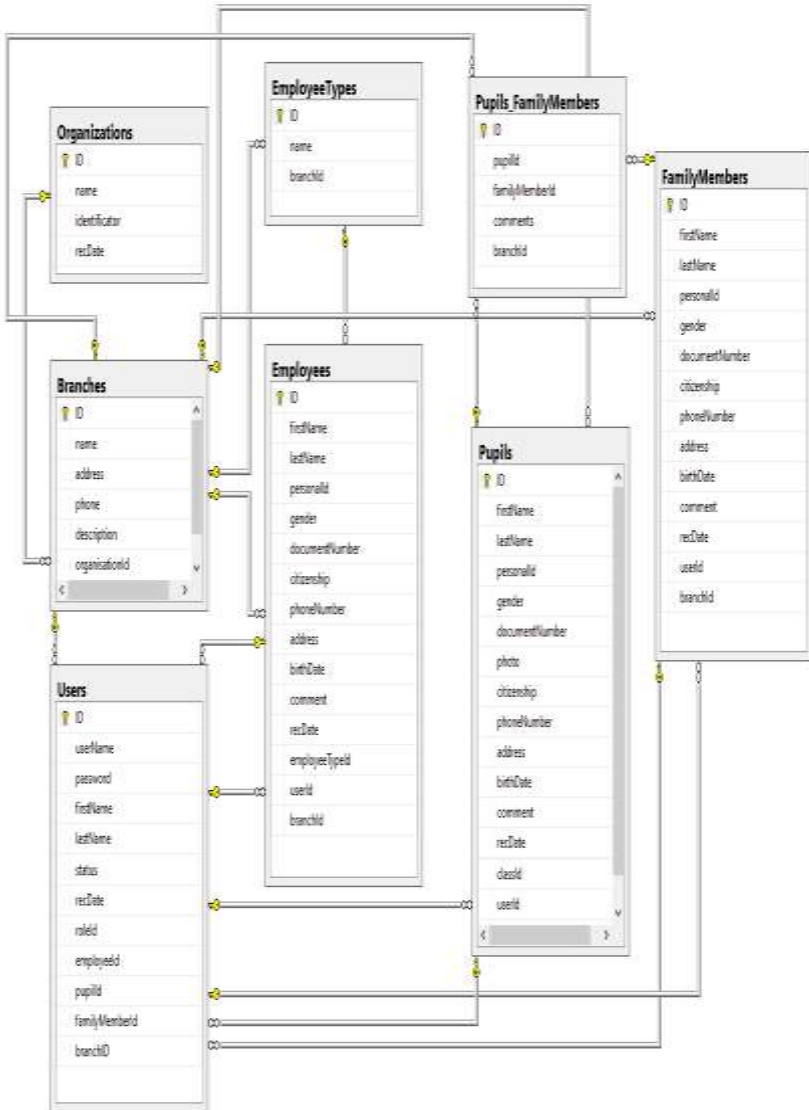 Organizations
ID
name
identificator
recDate
EmployeeTypes
ID
name
branchId
Pupils_FamilyMembers
ID
pupilId
familyMemberId
comments
branchId
FamilyMembers
ID
firstName
lastName
personalId
gender
documentNumber
citizenship
phoneNumber
address
birthDate
comment
recDate
userId
branchId
Branches
ID
name
address
phone
description
organisationId
Employees
ID
firstName
lastName
personalId
gender
documentNumber
citizenship
phoneNumber
address
birthDate
comment
recDate
employeeTypeId
userId
branchId
Pupils
ID
firstName
lastName
personalId
gender
documentNumber
photo
citizenship
phoneNumber
address
birthDate
comment
recDate
classId
userId
Users
ID
userName
password
firstName
lastName
status
recDate
roleId
employeeId
pupilId
familyMemberId
branchID